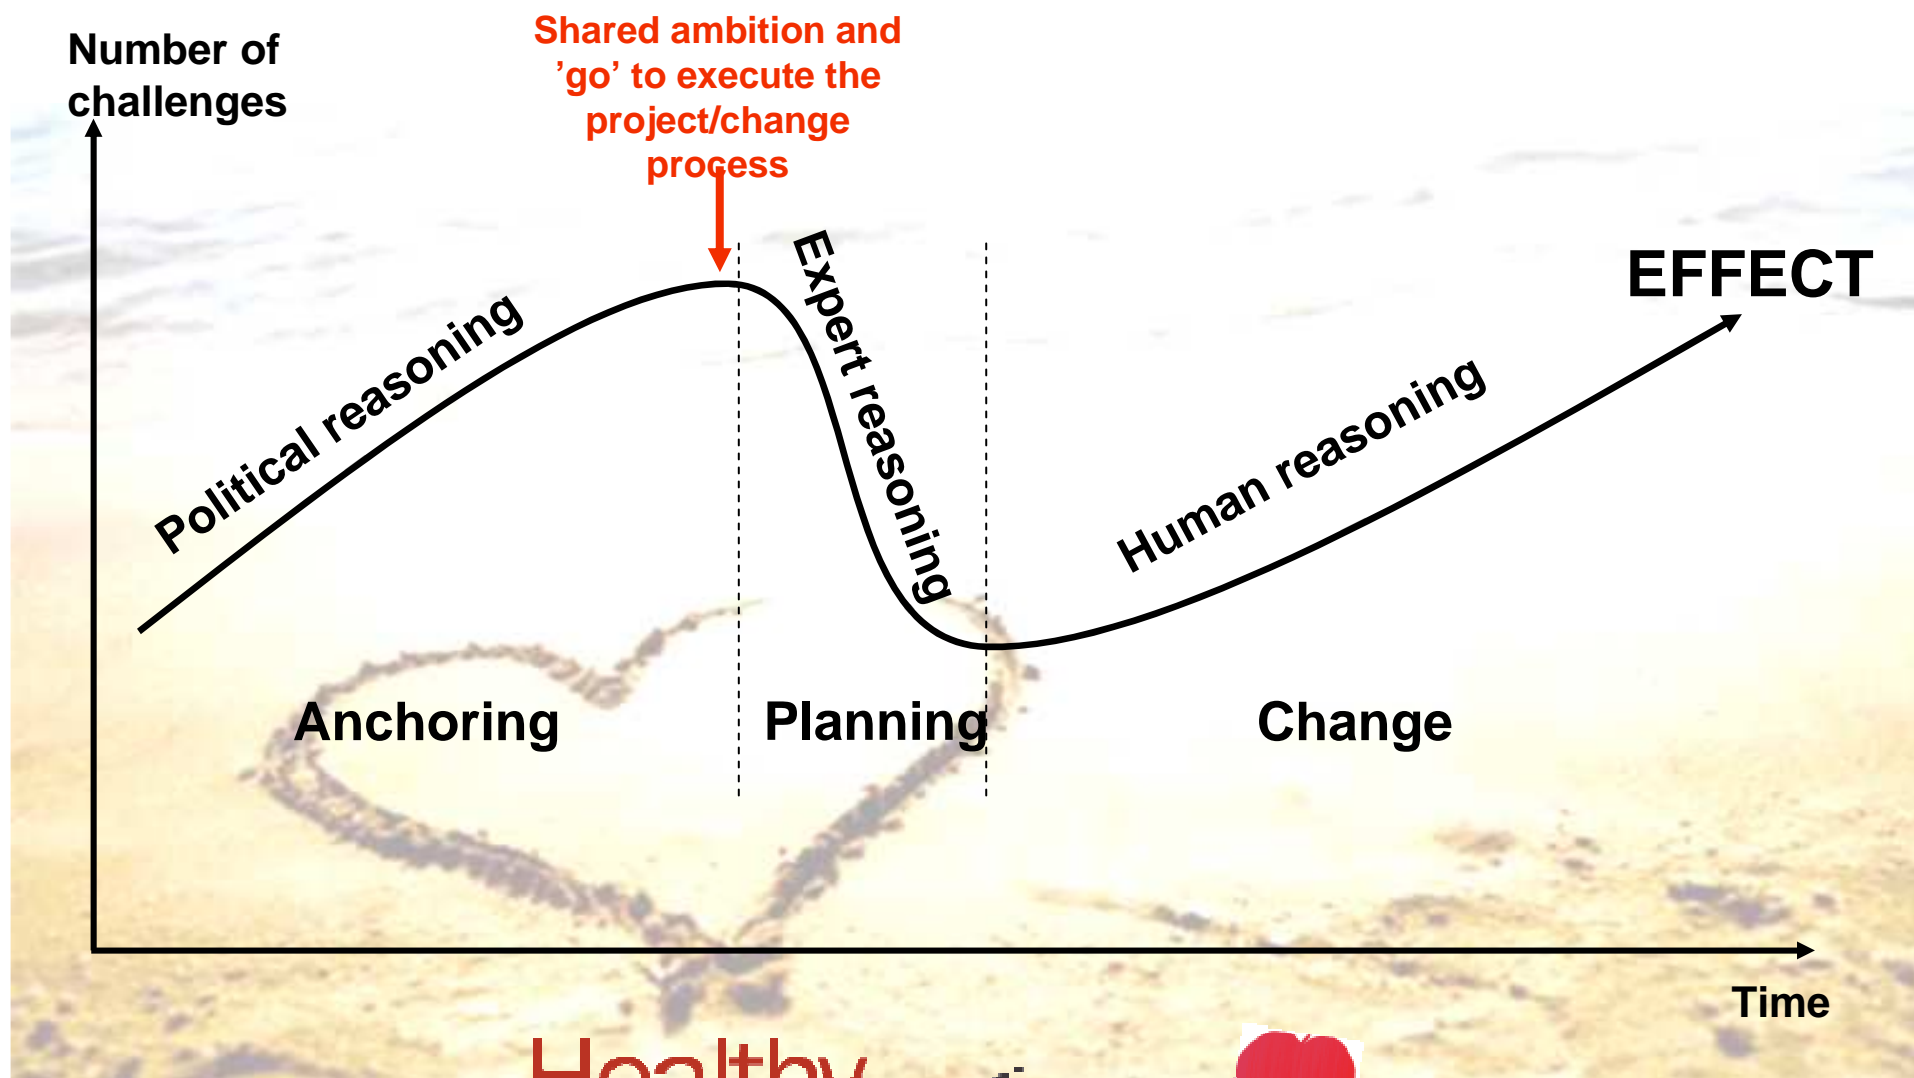 Number of
challenges
Shared ambition and
’go’ to execute the
project/change
process
Political reasoning
Expert reasoning
Human reasoning
EFFECT
Anchoring
Planning
Change
Time
Healthy